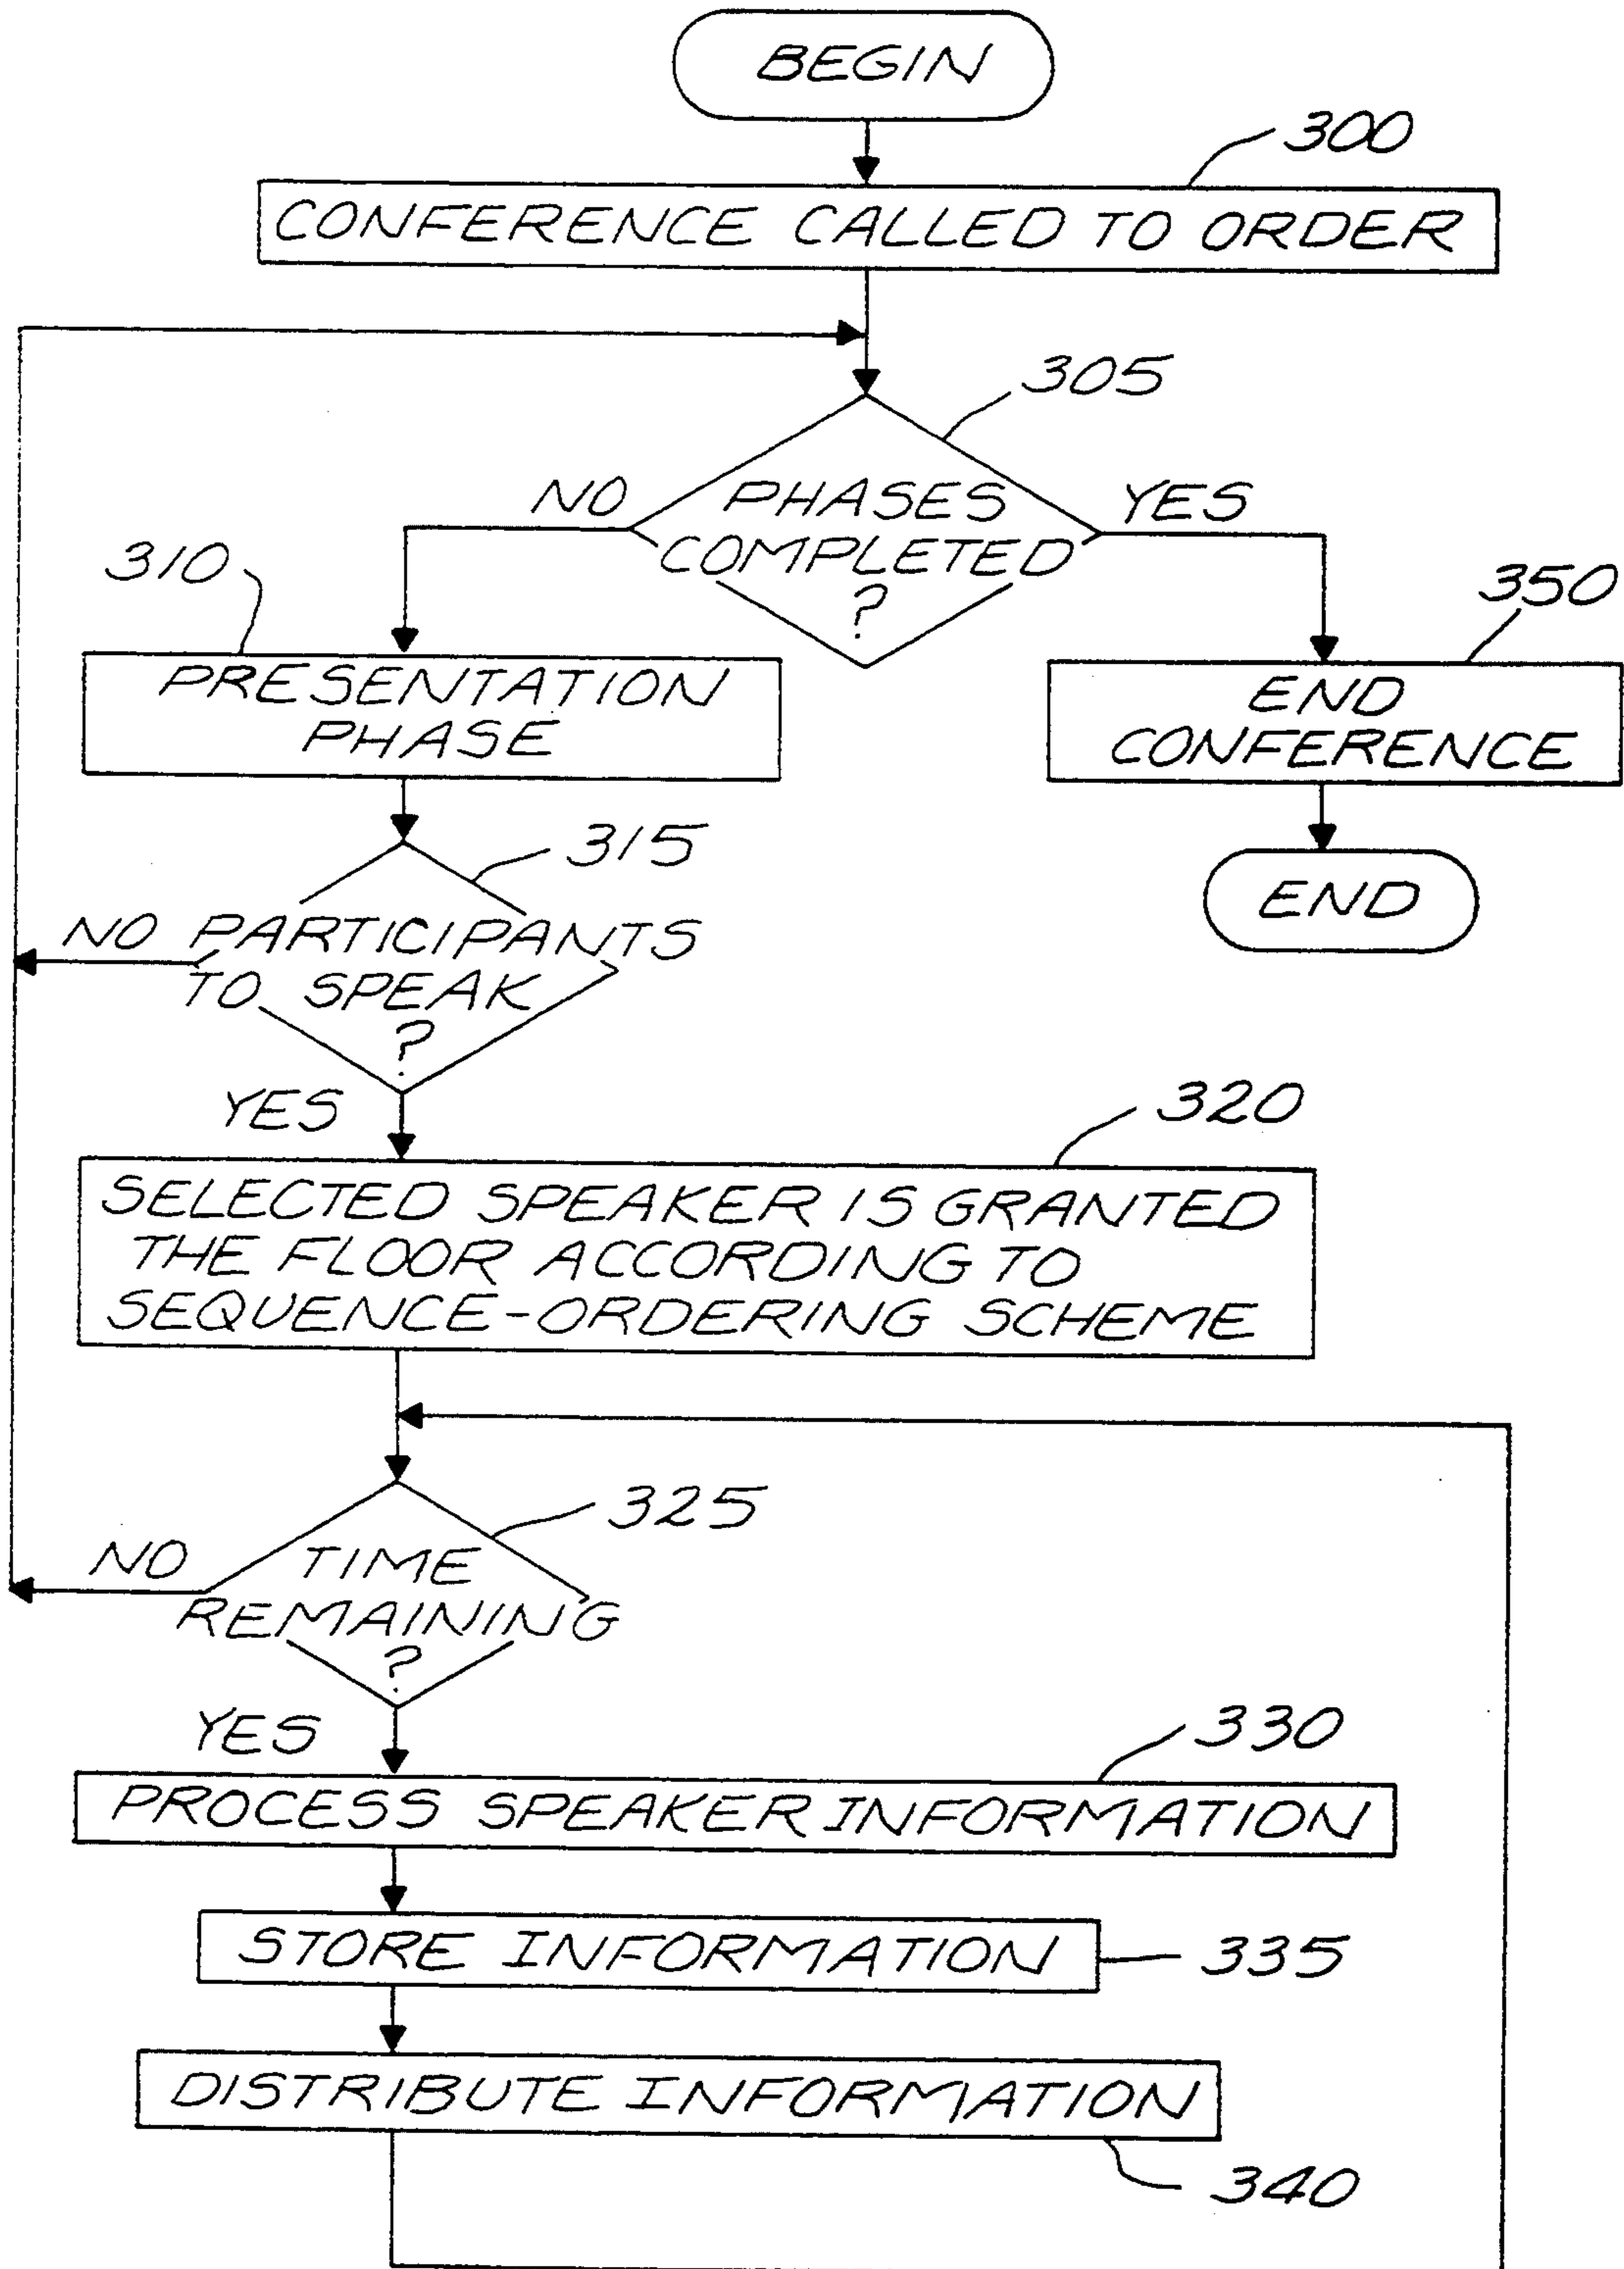 BEGIN
300
CONFERENCE CALLED TO ORDER
305
NO
PHASES
COMPLETED
?
YES
310
350
PRESENTATION
PHASE
END
CONFERENCE
315
END
NO
PARTICIPANTS
TO SPEAK
?
YES
320
SELECTED SPEAKER IS GRANTED
THE FLOOR ACCORDING TO
SEQUENCE-ORDERING SCHEME
325
NO
TIME
REMAINING
?
YES
330
PROCESS SPEAKER INFORMATION
STORE INFORMATION
335
DISTRIBUTE INFORMATION
340